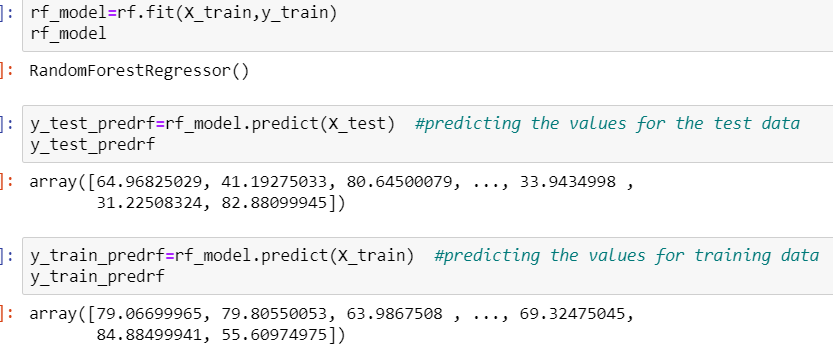 ]: rf_model=rf.fit(X_train,y_train)
rf_model
]: RandomForestRegressor()
]: y_test_predrf=rf_model.predict(X_test)  #predicting the values for the test data
y_test_predrf
]: array([64.96825029, 41.19275033, 80.64500079, ..., 33.9434998 ,
31.22508324, 82.88099945])
]: y_train_predrf=rf_model.predict(X_train)  #predicting the values for training data
y_train_predrf
]: array([79.06699965, 79.80550053, 63.9867508 , ..., 69.32475045,
84.88499941, 55.60974975])